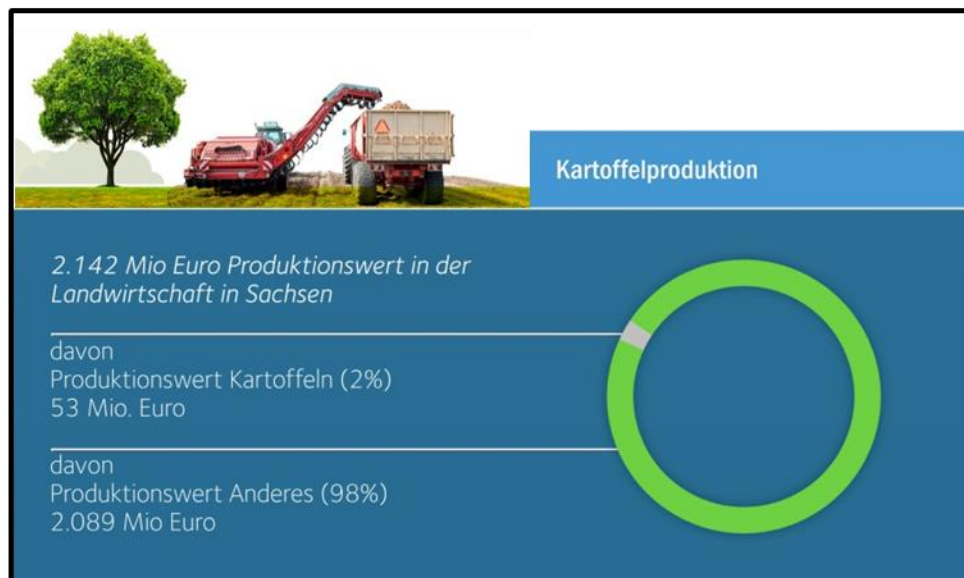 Kartoffelproduktion
2.142 Mio Euro Produktionswert in der
Landwirtschaft in Sachsen
davon
Produktionswert Kartoffeln (2%)
53 Mio. Euro
davon
Produktionswert Anderes (98%)
2.089 Mio Euro